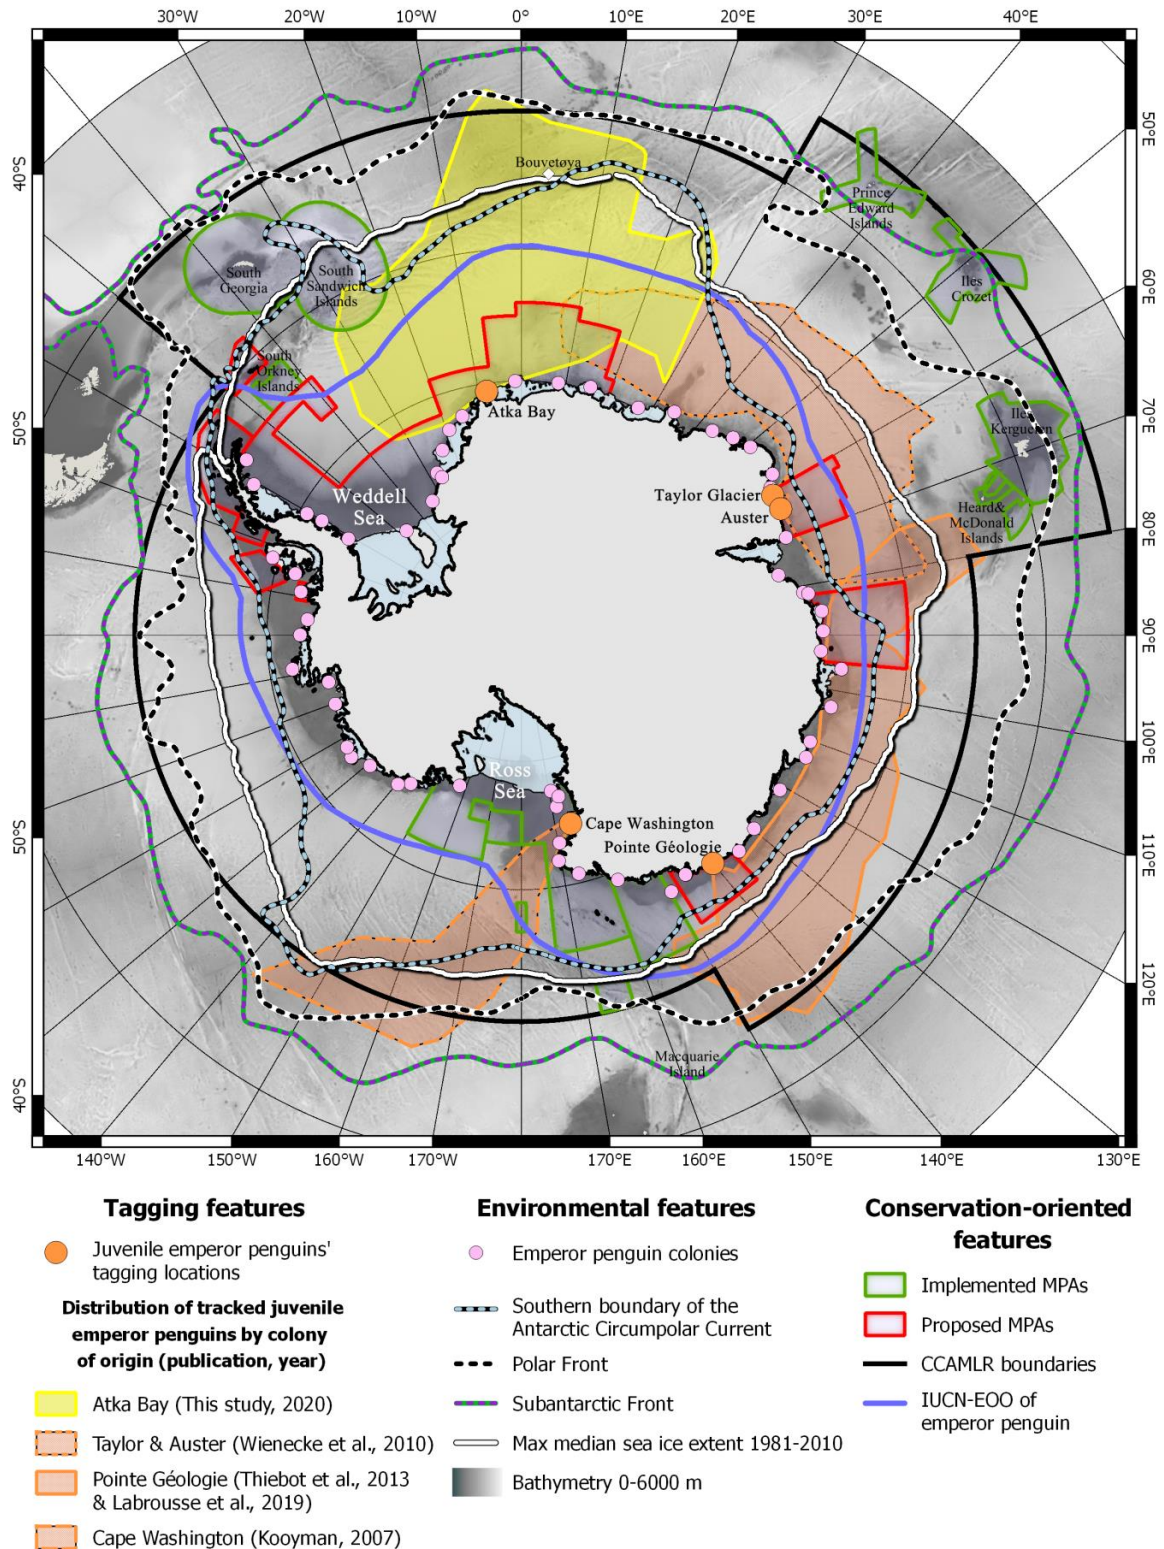 30°W 20°W 10°W 0° 10°E 20°E 30°E 40°E
50°E
40°S
Bouvetøya
Prince
Edward
Islands
South
Georgia
South
Sandwich
Islands
Iles
Crozet
60°E
South
Orkney
Islands
50°S
Atka Bay
Iles
Kerguelen
70°E
Weddell
Sea
Taylor Glacier
Auster
Heard&
McDonald
Islands
80°E
90°E
100°E
Ross
Sea
Cape Washington
Pointe Géologie
50°S
110°E
120°E
Macquarie
Island
40°S
140°W 150°W 160°W 170°W 170°E 160°E 150°E 140°E 130°E
Tagging features
Juvenile emperor penguins'
tagging locations
Distribution of tracked juvenile
emperor penguins by colony
of origin (publication, year)
Atka Bay (This study, 2020)
Taylor & Auster (Wienecke et al., 2010)
Pointe Géologie (Thiebot et al., 2013
& Labrousse et al., 2019)
Cape Washington (Kooyman, 2007)
Environmental features
Emperor penguin colonies
Southern boundary of the
Antarctic Circumpolar Current
Polar Front
Subantarctic Front
Max median sea ice extent 1981-2010
Bathymetry 0-6000 m
Conservation-oriented
features
Implemented MPAs
Proposed MPAs
CCAMLR boundaries
IUCN-EOO of
emperor penguin